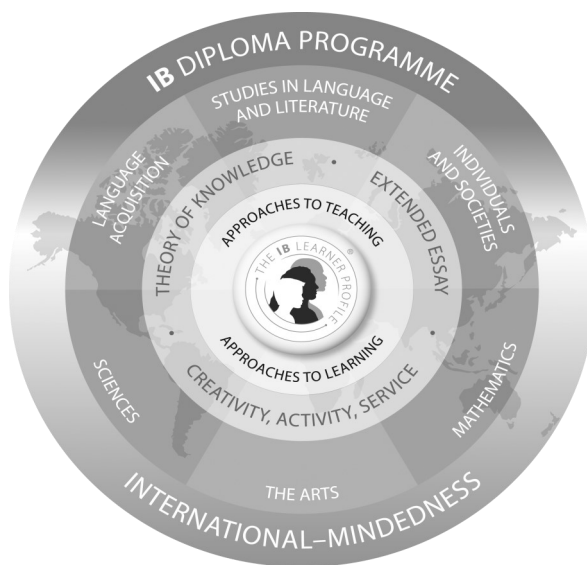 IB DIPLOMA PROGRAMME
STUDIES IN LANGUAGE
AND LITERATURE
LANGUAGE
ACQUISITION
INDIVIDUALS
AND SOCIETIES
THEORY OF KNOWLEDGE
EXTENDED ESSAY
APPROACHES TO TEACHING
THE IB LEARNER PROFILE
®
APPROACHES TO LEARNING
CREATIVITY, ACTIVITY, SERVICE
SCIENCES
MATHEMATICS
THE ARTS
INTERNATIONAL–MINDEDNESS